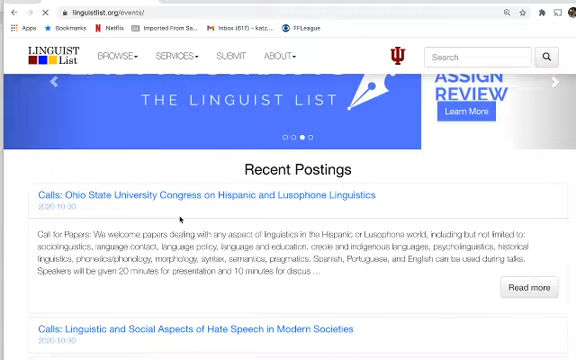 linguistlist.org/events/
Apps
Bookmarks
Netflix
Imported From Sa...
Inbox (617) - katz...
FFLeague
LINGUIST
List
BROWSE
SERVICES
SUBMIT
ABOUT
Search
THE LINGUIST LIST
ASSIGN
REVIEW
Learn More
Recent Postings
Calls: Ohio State University Congress on Hispanic and Lusophone Linguistics
2020-10-30
Call for Papers: We welcome papers dealing with any aspect of linguistics in the Hispanic or Lusophone world, including but not limited to:
sociolinguistics, language contact, language policy, language and education, creole and indigenous languages, psycholinguistics, historical
linguistics, phonetics/phonology, morphology, syntax, semantics, pragmatics. Spanish, Portuguese, and English can be used during talks.
Speakers will be given 20 minutes for presentation and 10 minutes for discus ...
Read more
Calls: Linguistic and Social Aspects of Hate Speech in Modern Societies
2020-10-30